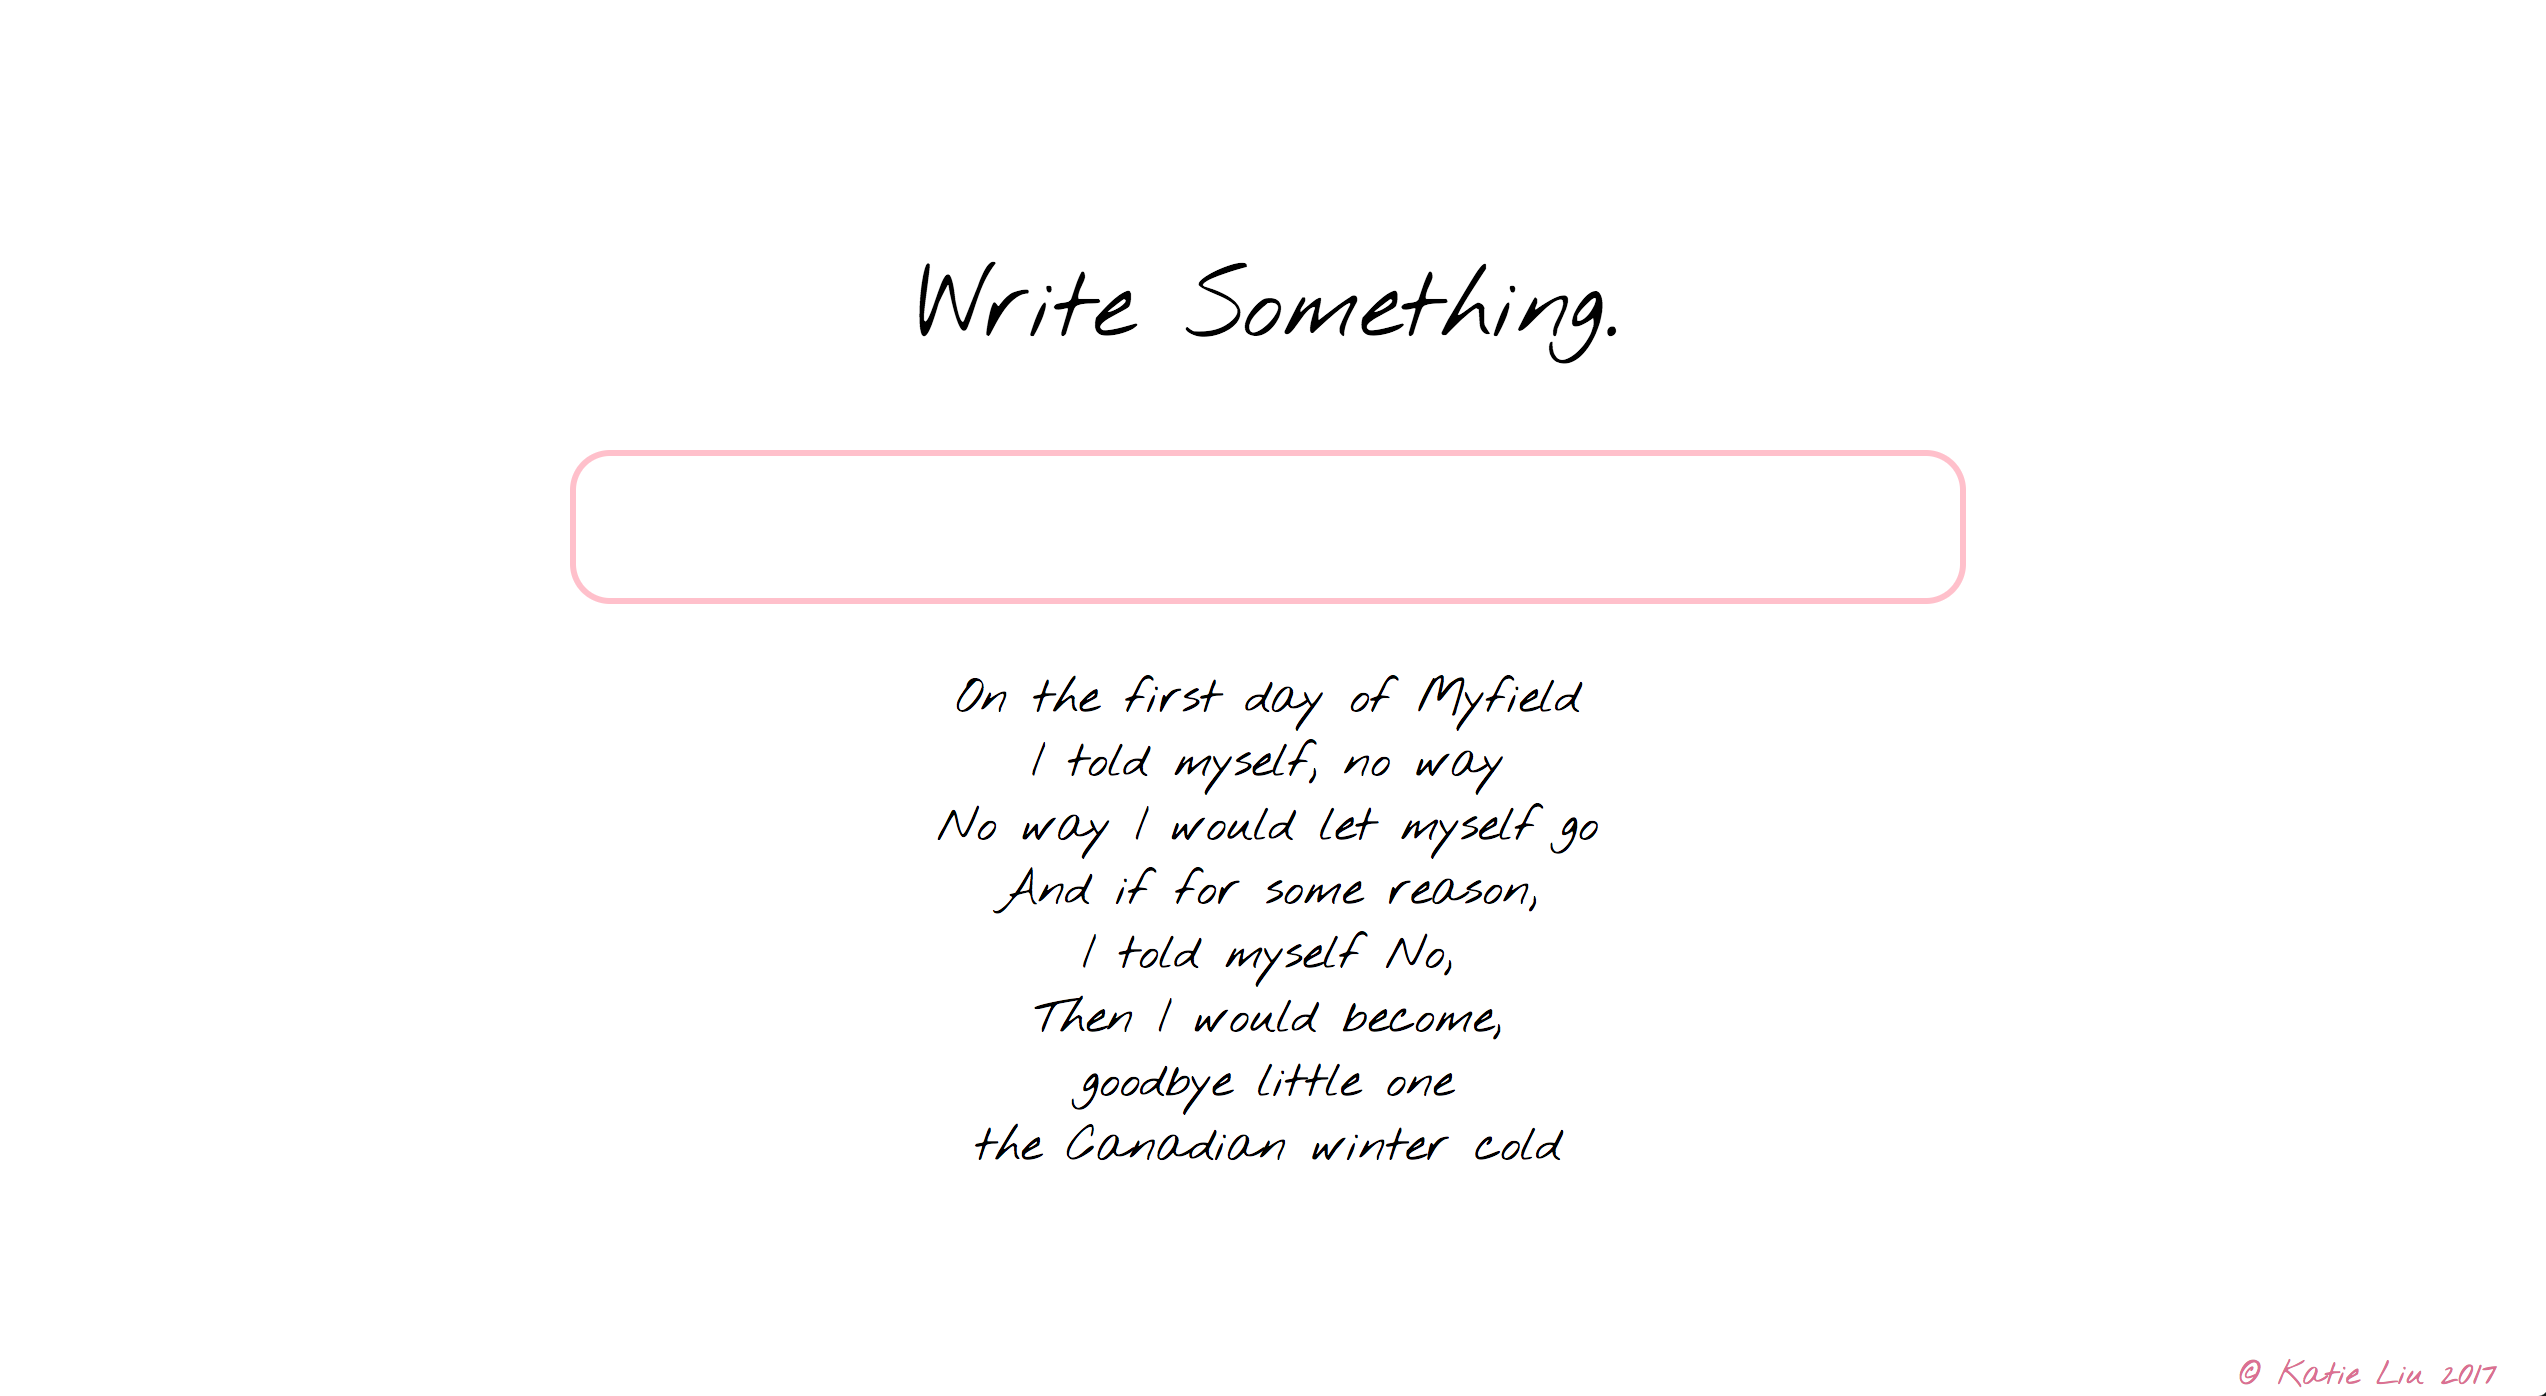 Write Something.
On the first day of Myfield
I told myself, no way
No way I would let myself go
And if for some reason,
I told myself No,
Then I would become,
goodbye little one
the Canadian winter cold
© Katie Liu 2017